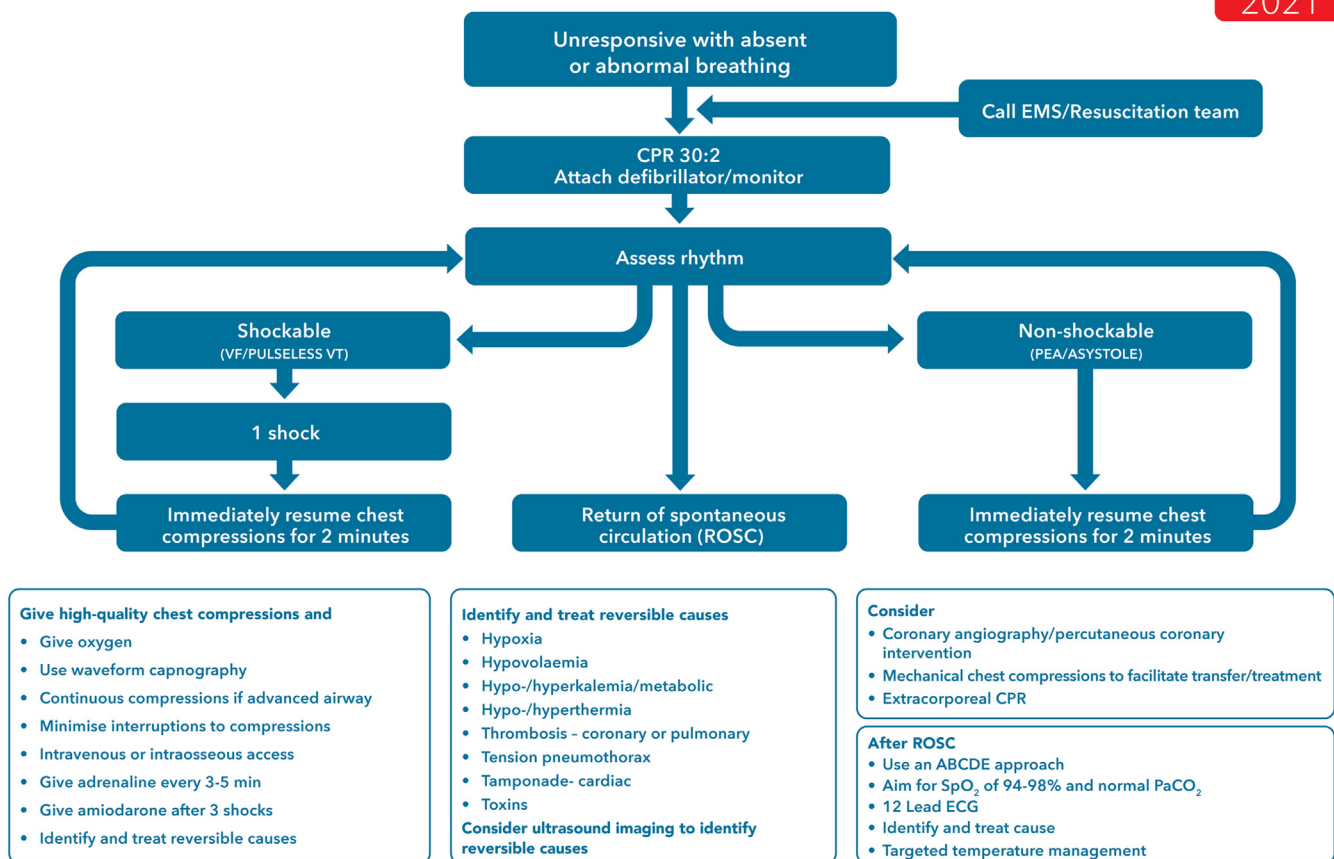 2021
Unresponsive with absent
or abnormal breathing
Call EMS/Resuscitation team
CPR 30:2
Attach defibrillator/monitor
Assess rhythm
Shockable
(VF/PULSELESS VT)
Non-shockable
(PEA/ASYSTOLE)
1 shock
Immediately resume chest
compressions for 2 minutes
Return of spontaneous
circulation (ROSC)
Immediately resume chest
compressions for 2 minutes
Give high-quality chest compressions and
• Give oxygen
• Use waveform capnography
• Continuous compressions if advanced airway
• Minimise interruptions to compressions
• Intravenous or intraosseous access
• Give adrenaline every 3-5 min
• Give amiodarone after 3 shocks
• Identify and treat reversible causes
Identify and treat reversible causes
• Hypoxia
• Hypovolaemia
• Hypo-/hyperkalemia/metabolic
• Hypo-/hyperthermia
• Thrombosis – coronary or pulmonary
• Tension pneumothorax
• Tamponade- cardiac
• Toxins
Consider ultrasound imaging to identify
reversible causes
Consider
• Coronary angiography/percutaneous coronary
intervention
• Mechanical chest compressions to facilitate transfer/treatment
• Extracorporeal CPR
After ROSC
• Use an ABCDE approach
• Aim for SpO₂ of 94-98% and normal PaCO₂
• 12 Lead ECG
• Identify and treat cause
• Targeted temperature management